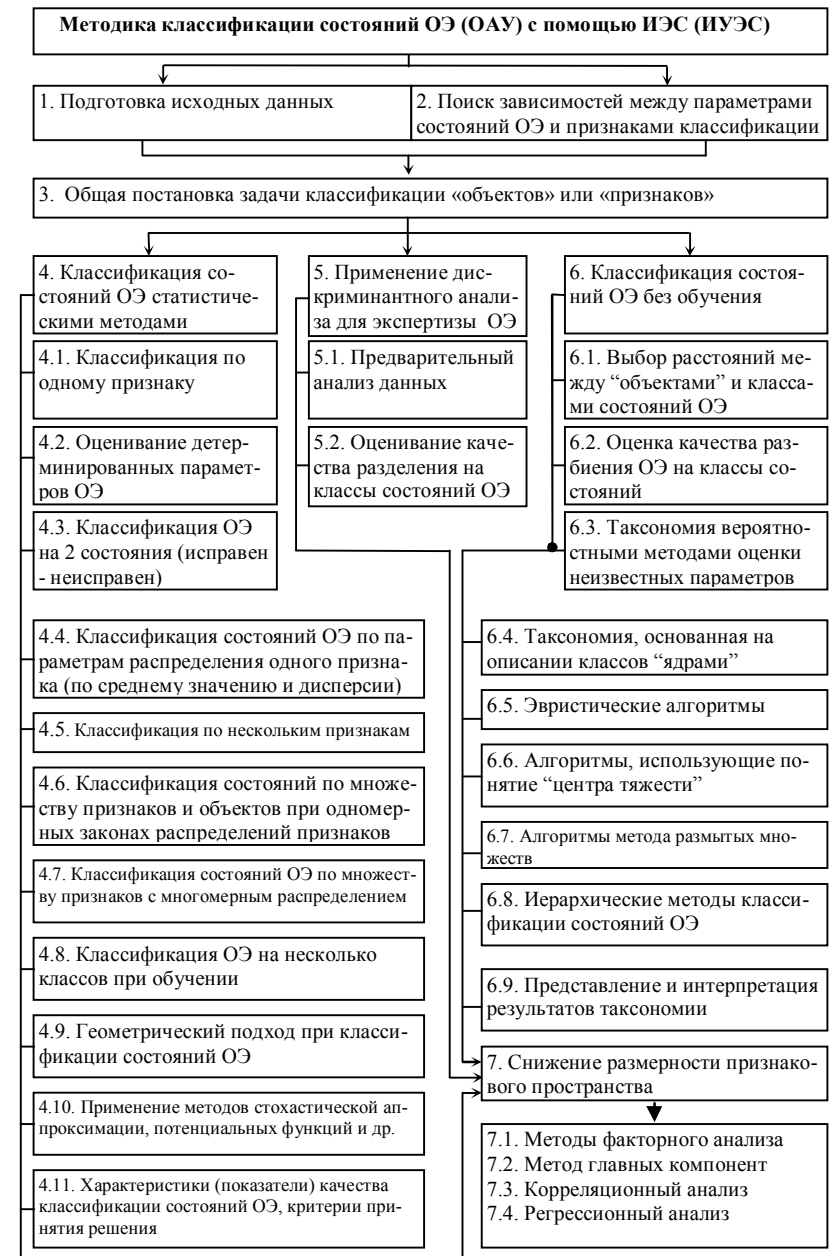 Методика классификации состояний ОЭ (ОАУ) с помощью ИЭС (ИУЭС)
1. Подготовка исходных данных
2. Поиск зависимостей между параметрами
состояний ОЭ и признаками классификации
3. Общая постановка задачи классификации «объектов» или «признаков»
4. Классификация со-
стояний ОЭ статистиче-
скими методами
4.1. Классификация по
одному признаку
4.2. Оценивание детер-
минированных парамет-
ров ОЭ
4.3. Классификация ОЭ
на 2 состояния (исправен
- неисправен)
4.4. Классификация состояний ОЭ по па-
раметрам распределения одного призна-
ка (по среднему значению и дисперсии)
4.5. Классификация по нескольким признакам
4.6. Классификация состояний по множе-
ству признаков и объектов при одномер-
ных законах распределений признаков
4.7. Классификация состояний ОЭ по множест-
ву признаков с многомерным распределением
4.8. Классификация ОЭ на несколько
классов при обучении
4.9. Геометрический подход при класси-
фикации состояний ОЭ
4.10. Применение методов стохастической ап-
проксимации, потенциальных функций и др.
4.11. Характеристики (показатели) качества
классификации состояний ОЭ, критерии при-
нятия решения
5. Применение дис-
криминантного анали-
за для экспертизы ОЭ
5.1. Предварительный
анализ данных
5.2. Оценивание каче-
ства разделения на
классы состояний ОЭ
6. Классификация состоя-
ний ОЭ без обучения
6.1. Выбор расстояний ме-
жду “объектами” и класса-
ми состояний ОЭ
6.2. Оценка качества раз-
биения ОЭ на классы со-
стояний
6.3. Таксономия вероятно-
стными методами оценки
неизвестных параметров
6.4. Таксономия, основанная на
описании классов “ядрами”
6.5. Эвристические алгоритмы
6.6. Алгоритмы, использующие по-
нятие “центра тяжести”
6.7. Алгоритмы метода размытых мно-
жеств
6.8. Иерархические методы класси-
фикации состояний ОЭ
6.9. Представление и интерпретация
результатов таксономии
7. Снижение размерности признако-
вого пространства
7.1. Методы факторного анализа
7.2. Метод главных компонент
7.3. Корреляционный анализ
7.4. Регрессионный анализ